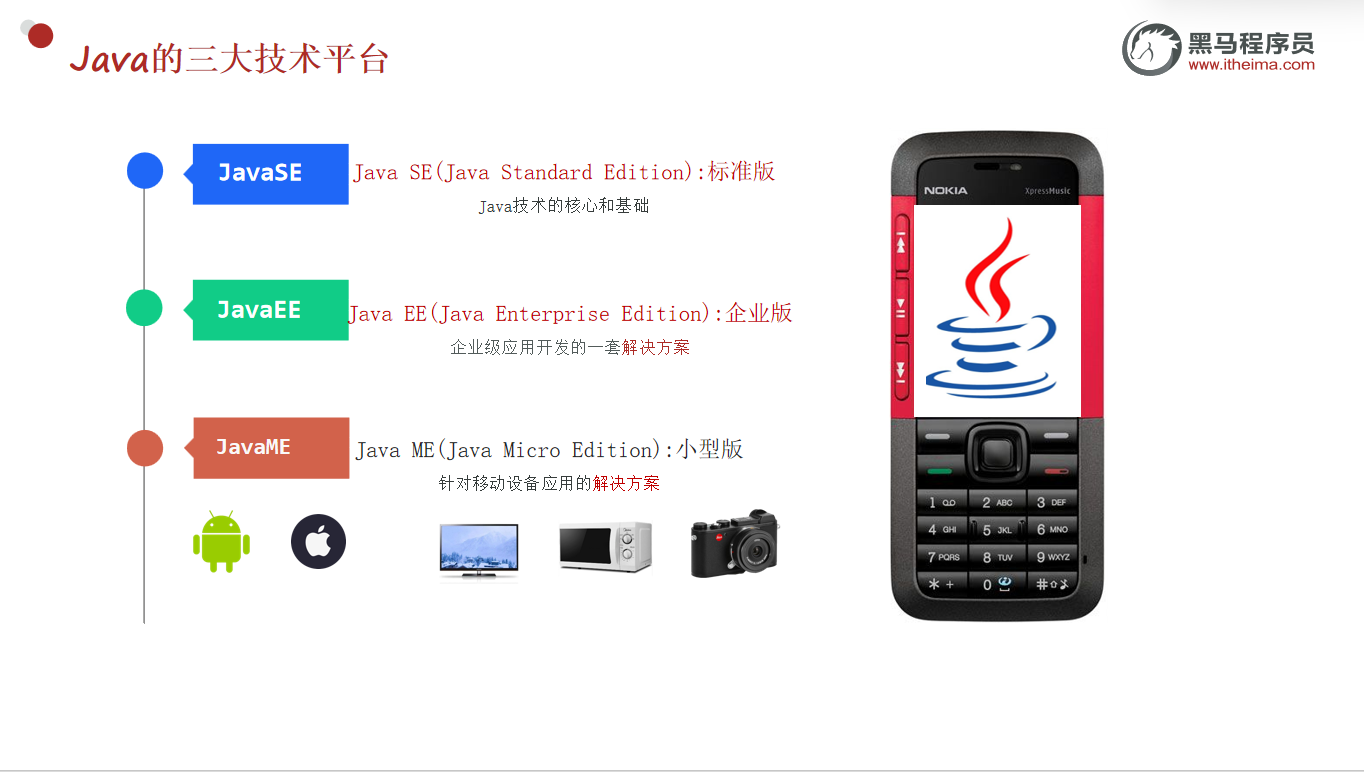 Java的三大技术平台
黑马程序员
www.itheima.com
JavaSE
Java SE(Java Standard Edition):标准版
Java技术的核心和基础
JavaEE
Java EE(Java Enterprise Edition):企业版
企业级应用开发的一套解决方案
JavaME
Java ME(Java Micro Edition):小型版
针对移动设备应用的解决方案
NOKIA XpressMusic
1 2 ABC 3 DEF
4 GHI 5 JKL 6 MNO
7 PQRS 8 TUV 9 WXYZ
* + 0 #